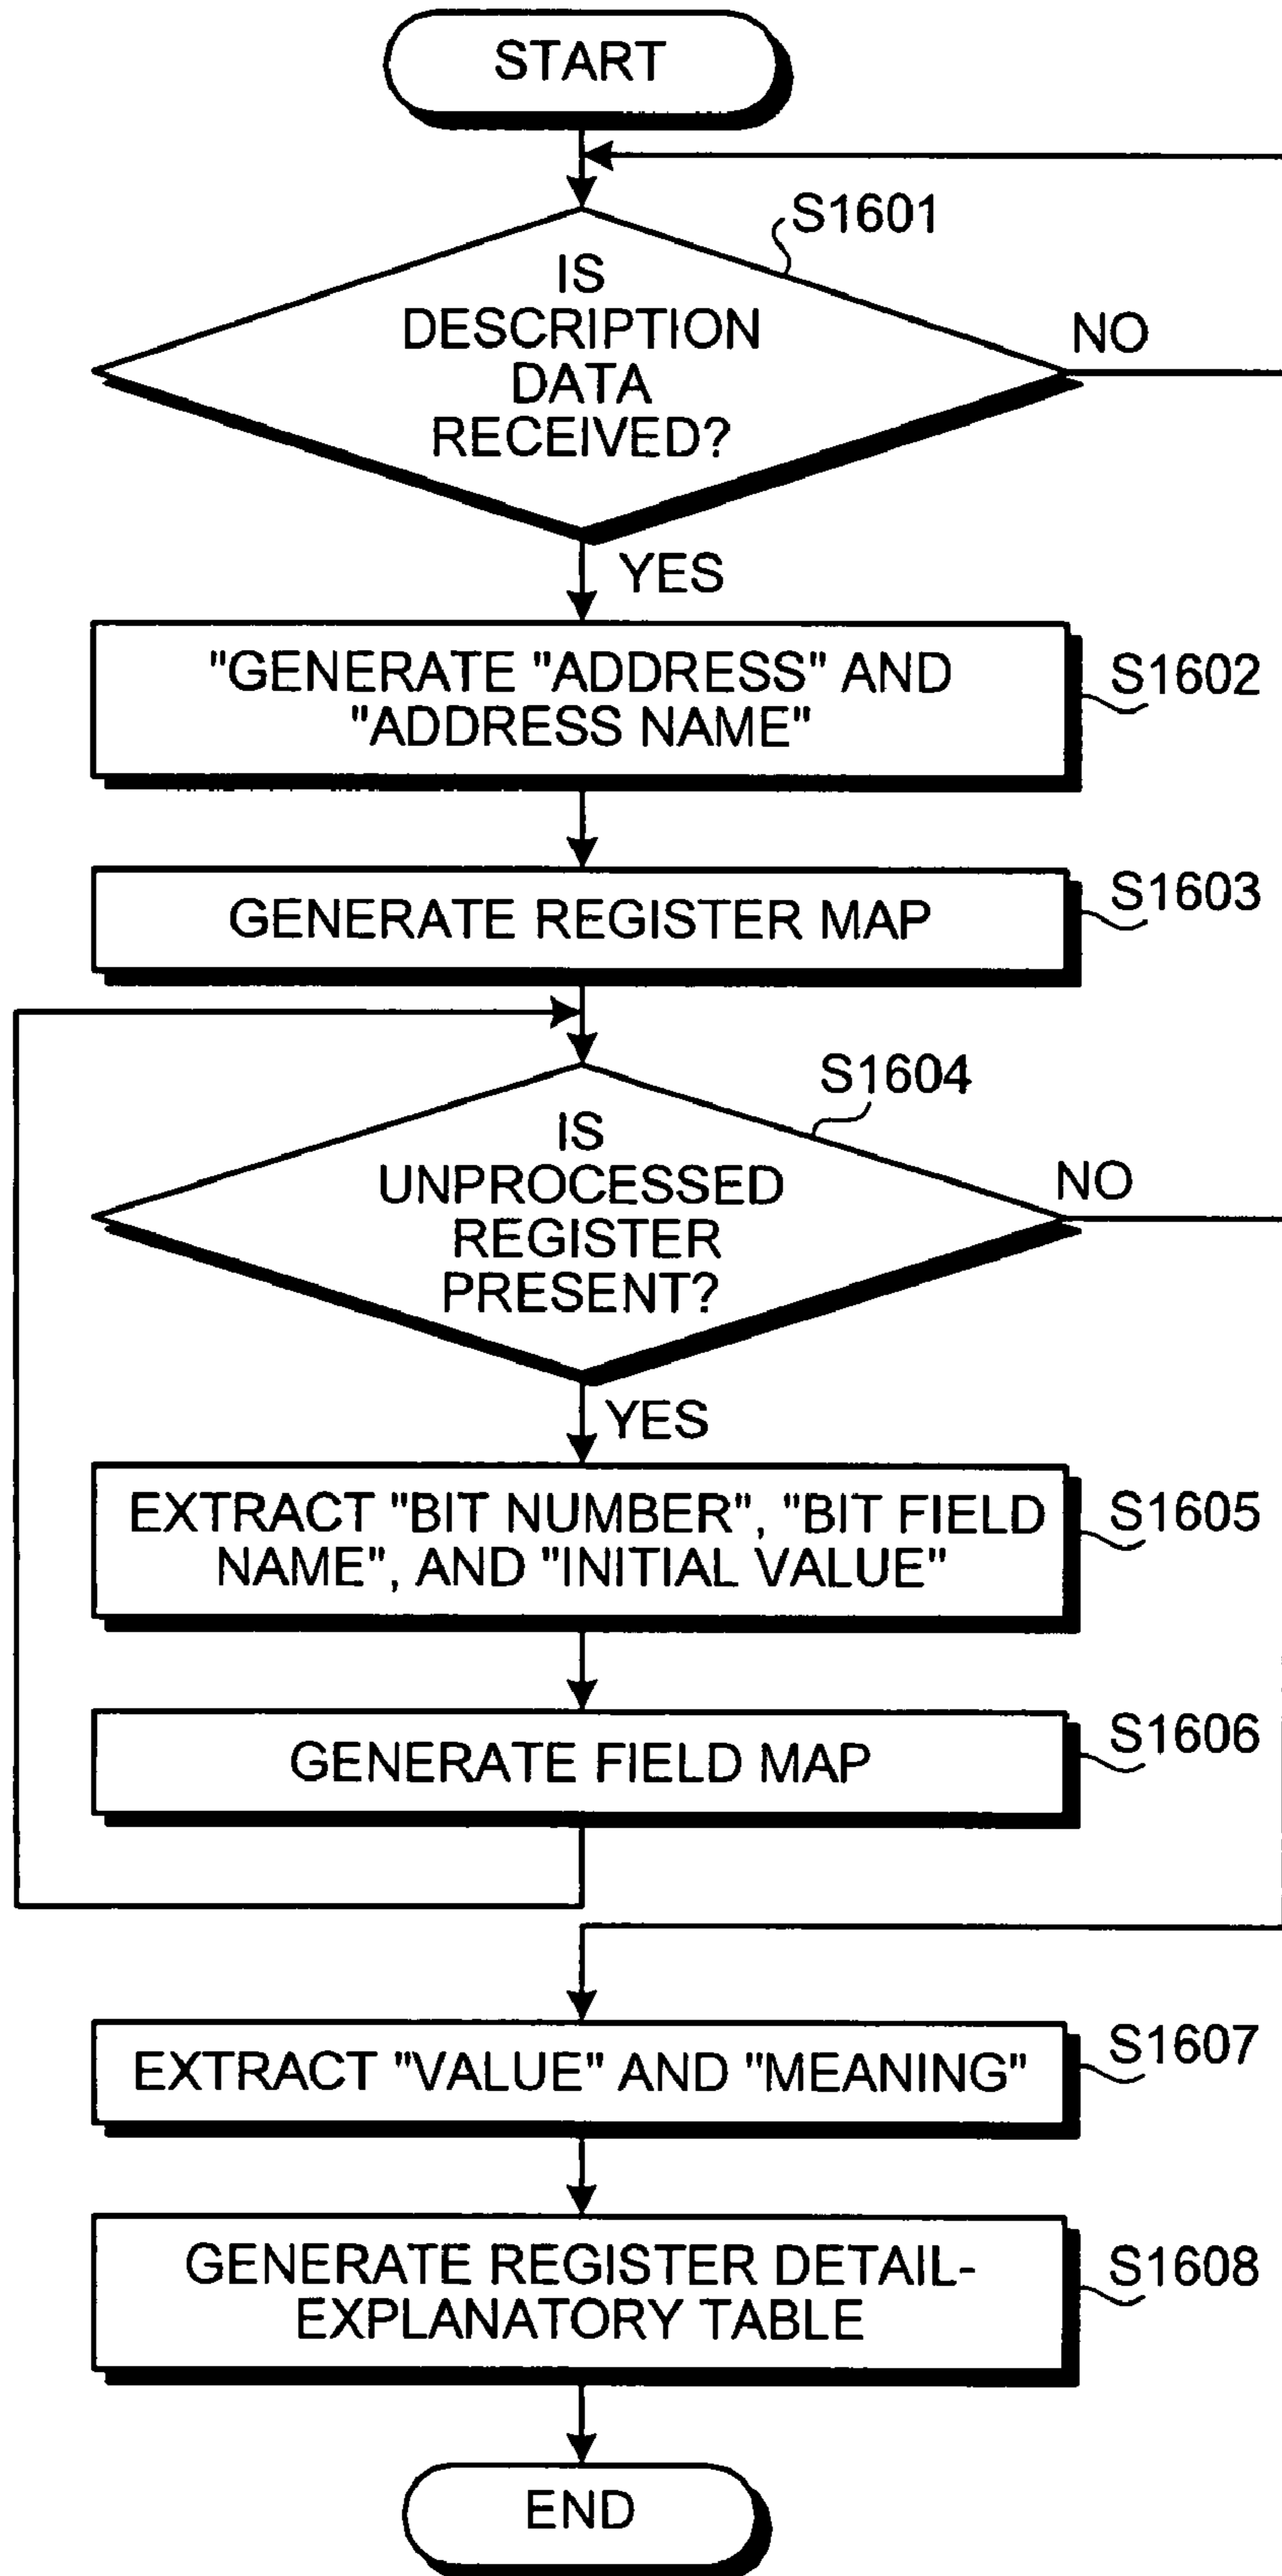 START
S1601
IS
DESCRIPTION
DATA
RECEIVED?
NO
YES
"GENERATE "ADDRESS" AND
"ADDRESS NAME"
S1602
GENERATE REGISTER MAP
S1603
S1604
IS
UNPROCESSED
REGISTER
PRESENT?
NO
YES
EXTRACT "BIT NUMBER", "BIT FIELD
NAME", AND "INITIAL VALUE"
S1605
GENERATE FIELD MAP
S1606
EXTRACT "VALUE" AND "MEANING"
S1607
GENERATE REGISTER DETAIL-
EXPLANATORY TABLE
S1608
END